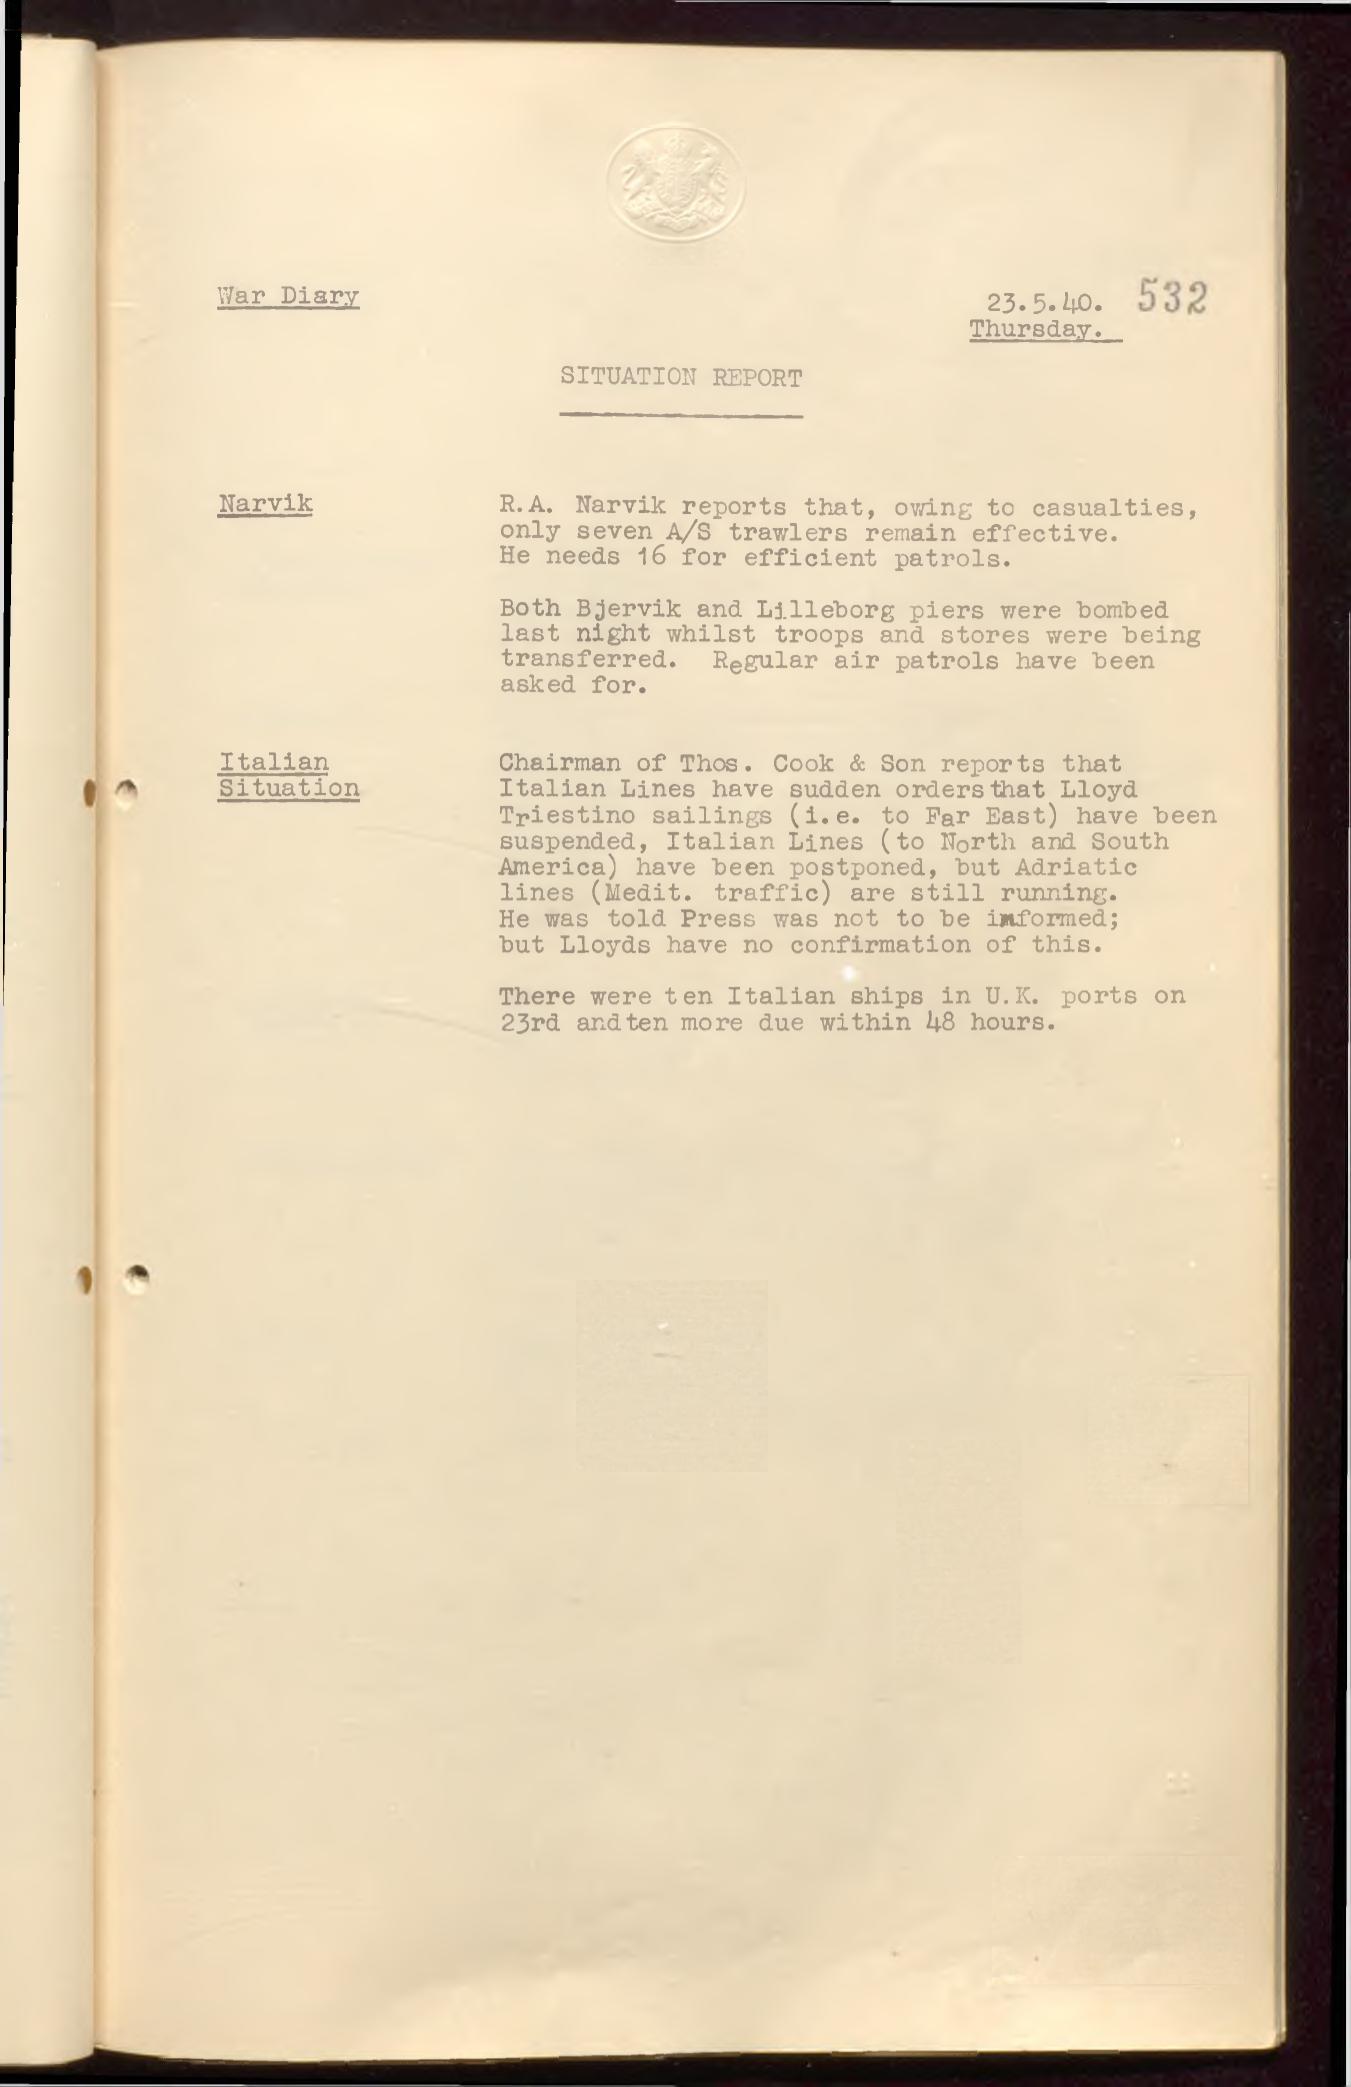 War Diary
23.5.40. 532
Thursday.
SITUATION REPORT
Narvik
R.A. Narvik reports that, owing to casualties,
only seven A/S trawlers remain effective.
He needs 16 for efficient patrols.
Both Bjervik and Lilleborg piers were bombed
last night whilst troops and stores were being
transferred. Regular air patrols have been
asked for.
Italian
Situation
Chairman of Thos. Cook & Son reports that
Italian Lines have sudden orders that Lloyd
Triestino sailings (i.e. to Far East) have been
suspended, Italian Lines (to North and South
America) have been postponed, but Adriatic
lines (Medit. traffic) are still running.
He was told Press was not to be informed;
but Lloyds have no confirmation of this.
There were ten Italian ships in U.K. ports on
23rd and ten more due within 48 hours.